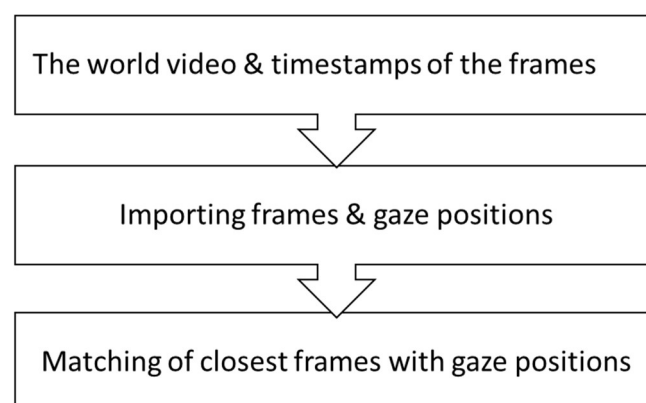 The world video & timestamps of the frames
Importing frames & gaze positions
Matching of closest frames with gaze positions